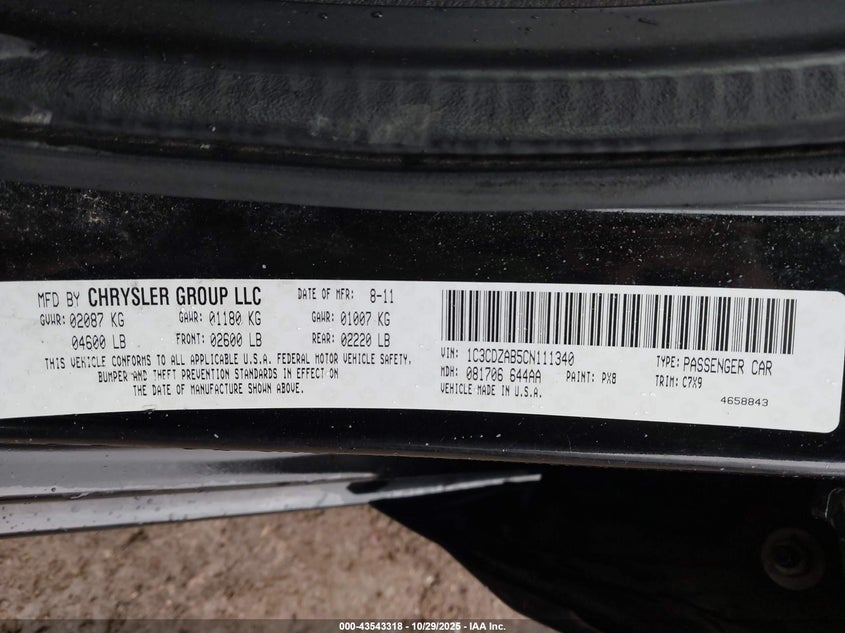 MFD BY CHRYSLER GROUP LLC DATE OF MFR: 8-11
GVWR: 02087 KG GAWR: 01180 KG GAWR: 01007 KG
04600 LB FRONT: 02600 LB REAR: 02220 LB
THIS VEHICLE CONFORMS TO ALL APPLICABLE U.S.A. FEDERAL MOTOR VEHICLE SAFETY,
BUMPER AND THEFT PREVENTION STANDARDS IN EFFECT ON
THE DATE OF MANUFACTURE SHOWN ABOVE.
VIN: 1C3CDZAB5CN111340 TYPE: PASSENGER CAR
MDH: 081706 644AA PAINT: PX8 TRIM: C7X9
VEHICLE MADE IN U.S.A.
4658843
000-43543318 | 10/29/2025 - IAA Inc.